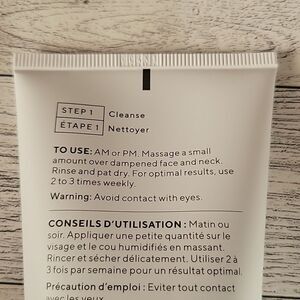 STEP 1 Cleanse
ÉTAPE 1 Nettoyer
TO USE: AM or PM. Massage a small
amount over dampened face and neck.
Rinse and pat dry. For optimal results, use
2 to 3 times weekly.
Warning: Avoid contact with eyes.
CONSEILS D'UTILISATION : Matin ou
soir. Appliquer une petite quantité sur le
visage et le cou humidifiés en massant.
Rincer et sécher délicatement. Utiliser 2 à
3 fois par semaine pour un résultat optimal.
Précaution d'emploi : Eviter tout contact
avec les yeux.